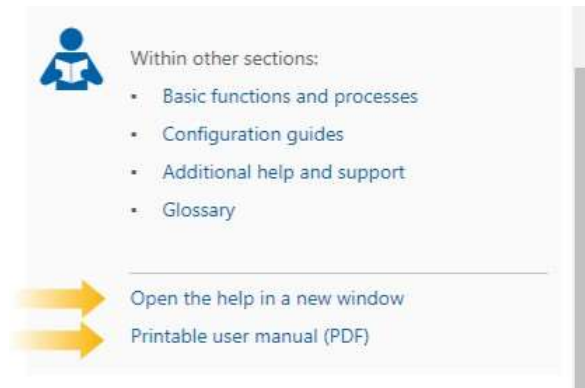 Within other sections:
▪ Basic functions and processes
▪ Configuration guides
▪ Additional help and support
▪ Glossary
Open the help in a new window
Printable user manual (PDF)